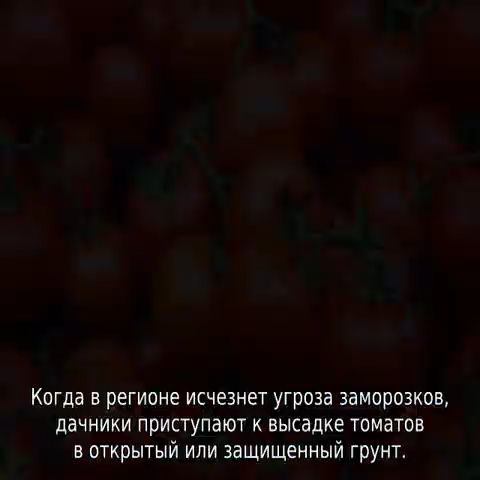 Когда в регионе исчезнет угроза заморозков,
дачники приступают к высадке томатов
в открытый или защищенный грунт.